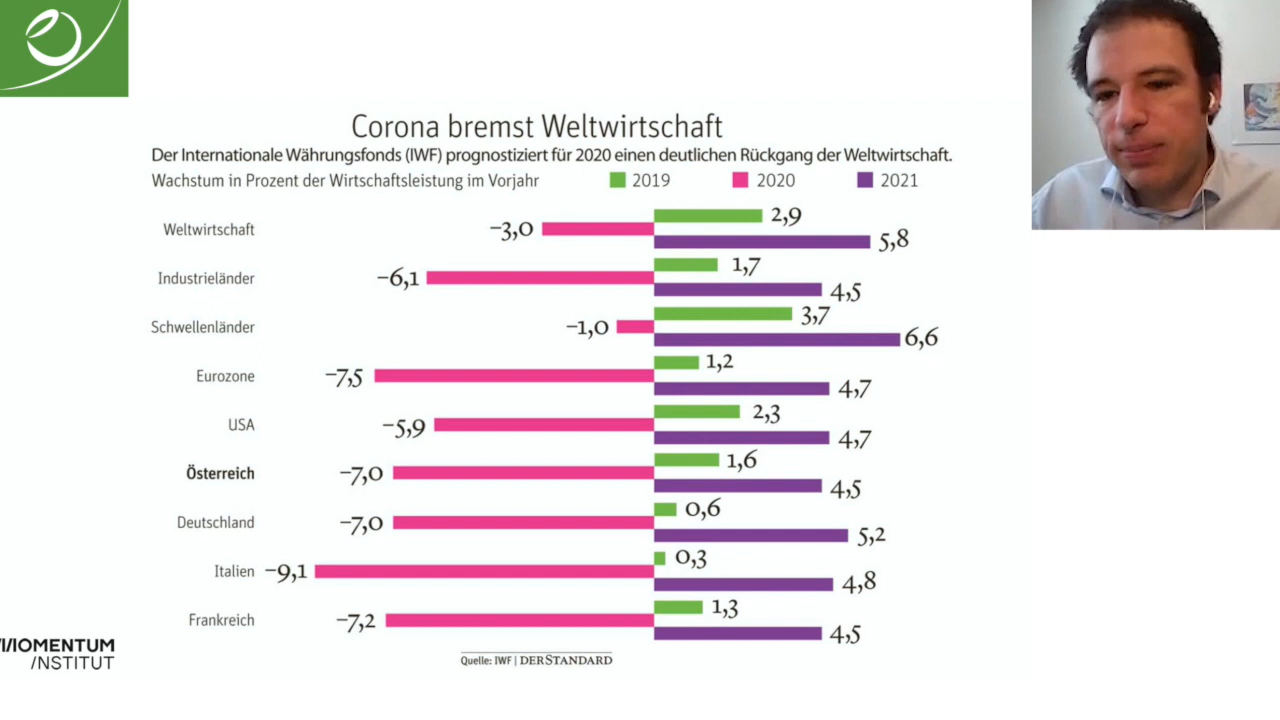 Corona bremst Weltwirtschaft
Der Internationale Währungsfonds (IWF) prognostiziert für 2020 einen deutlichen Rückgang der Weltwirtschaft.
Wachstum in Prozent der Wirtschaftsleistung im Vorjahr 2019 2020 2021
Weltwirtschaft −3,0 2,9
5,8
Industrieländer −6,1 1,7
4,5
Schwellenländer −1,0 3,7
6,6
Eurozone −7,5 1,2
4,7
USA −5,9 2,3
4,7
Österreich −7,0 1,6
4,5
Deutschland −7,0 0,6
5,2
Italien −9,1 0,3
4,8
Frankreich −7,2 1,3
4,5
MOMENTUM
/NSTITUT
Quelle: IWF | DERSTANDARD